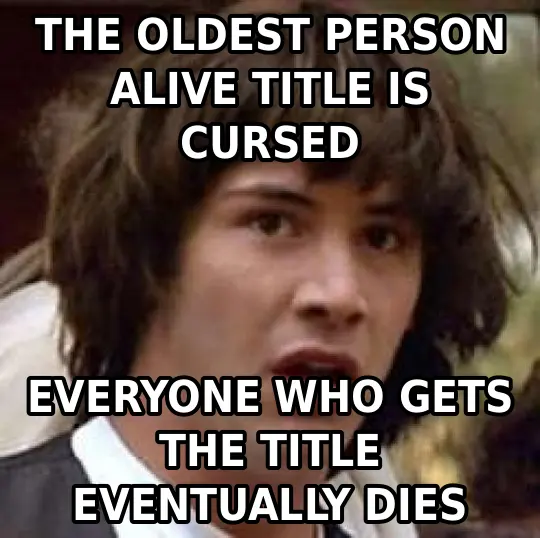 THE OLDEST PERSON
ALIVE TITLE IS
CURSED
EVERYONE WHO GETS
THE TITLE
EVENTUALLY DIES